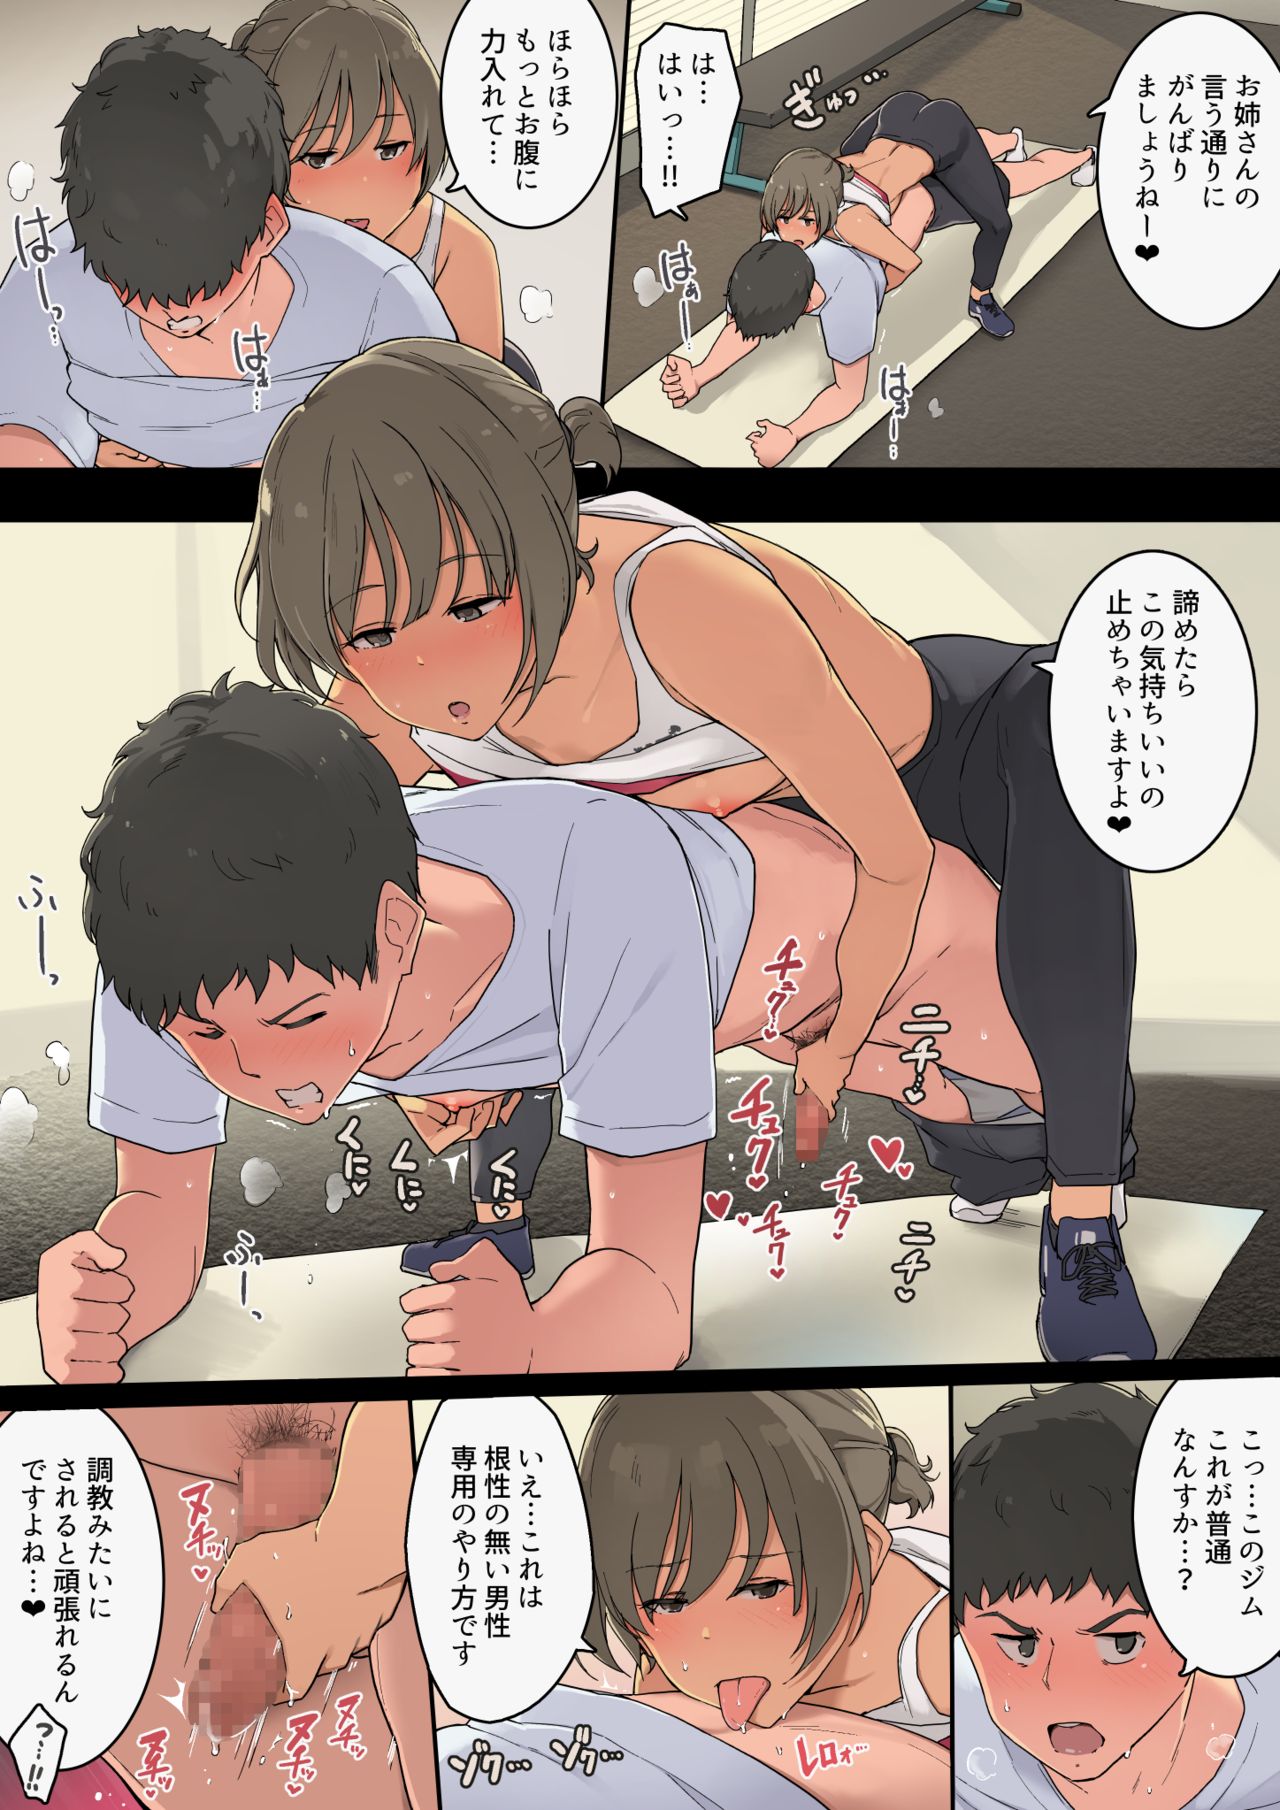 お姉さんの
言う通りに
がんばり
ましょうねー❤
ぎゅっ…
は…
はいっ…!!
はぁー…
はぁー…
ほらほら
もっとお腹に
力入れて…
はーっ…
はぁ…
諦めたら
この気持ちいいの
止めちゃいますよ❤
ふーっ
チュク…
ニチ…
チュク
チュク
チュク
ニチ
くに
くに
くに
ふーっ
こっ…このジム
これが普通
なんすか…?
いえ…これは
根性の無い男性
専用のやり方です
レロォ…
ゾク…
ゾク…
調教みたいに
されると頑張れるん
ですよね…❤
ヌチッ
ヌチッ
ヌチッ
ヌチッ
っ…!!